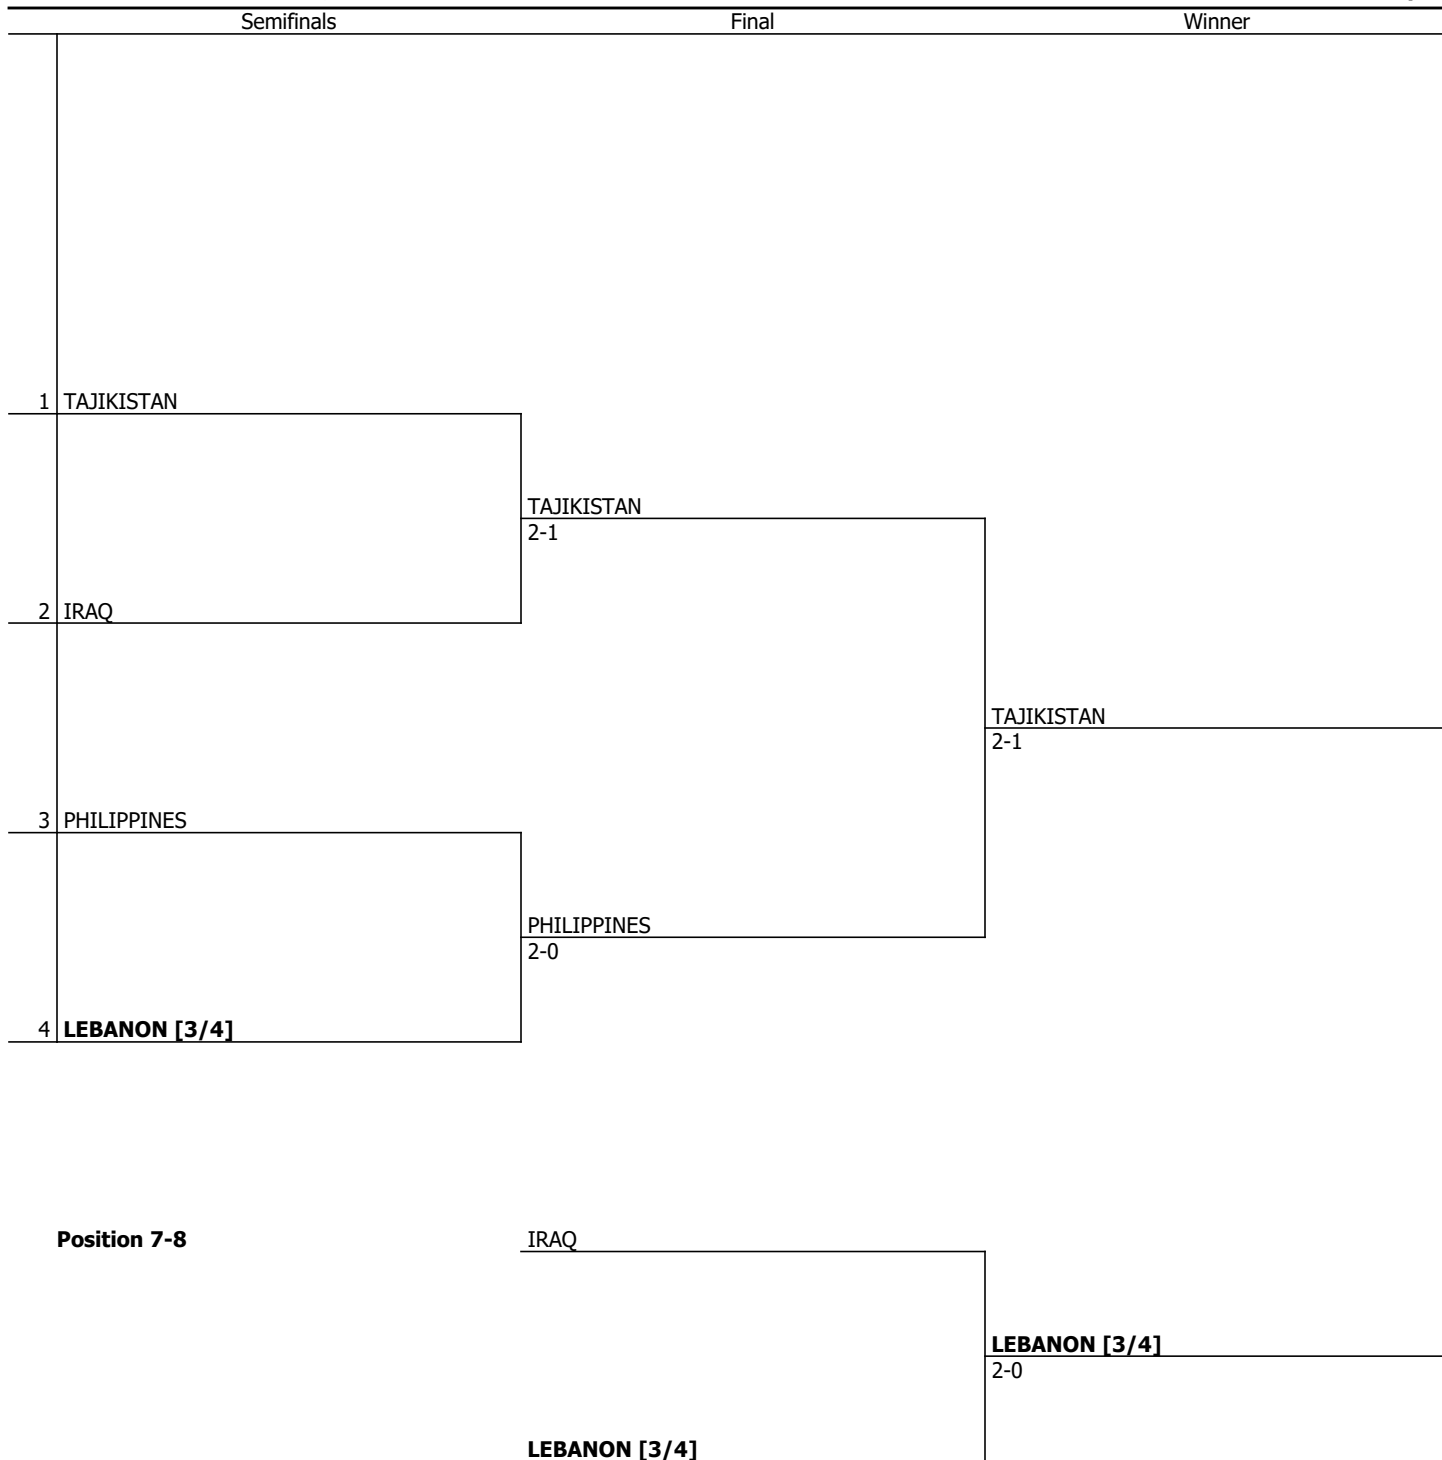 Semifinals Final Winner
1 TAJIKISTAN
TAJIKISTAN
2-1
2 IRAQ
TAJIKISTAN
2-1
3 PHILIPPINES
PHILIPPINES
2-0
4 LEBANON [3/4]
Position 7-8 IRAQ
LEBANON [3/4]
2-0
LEBANON [3/4]